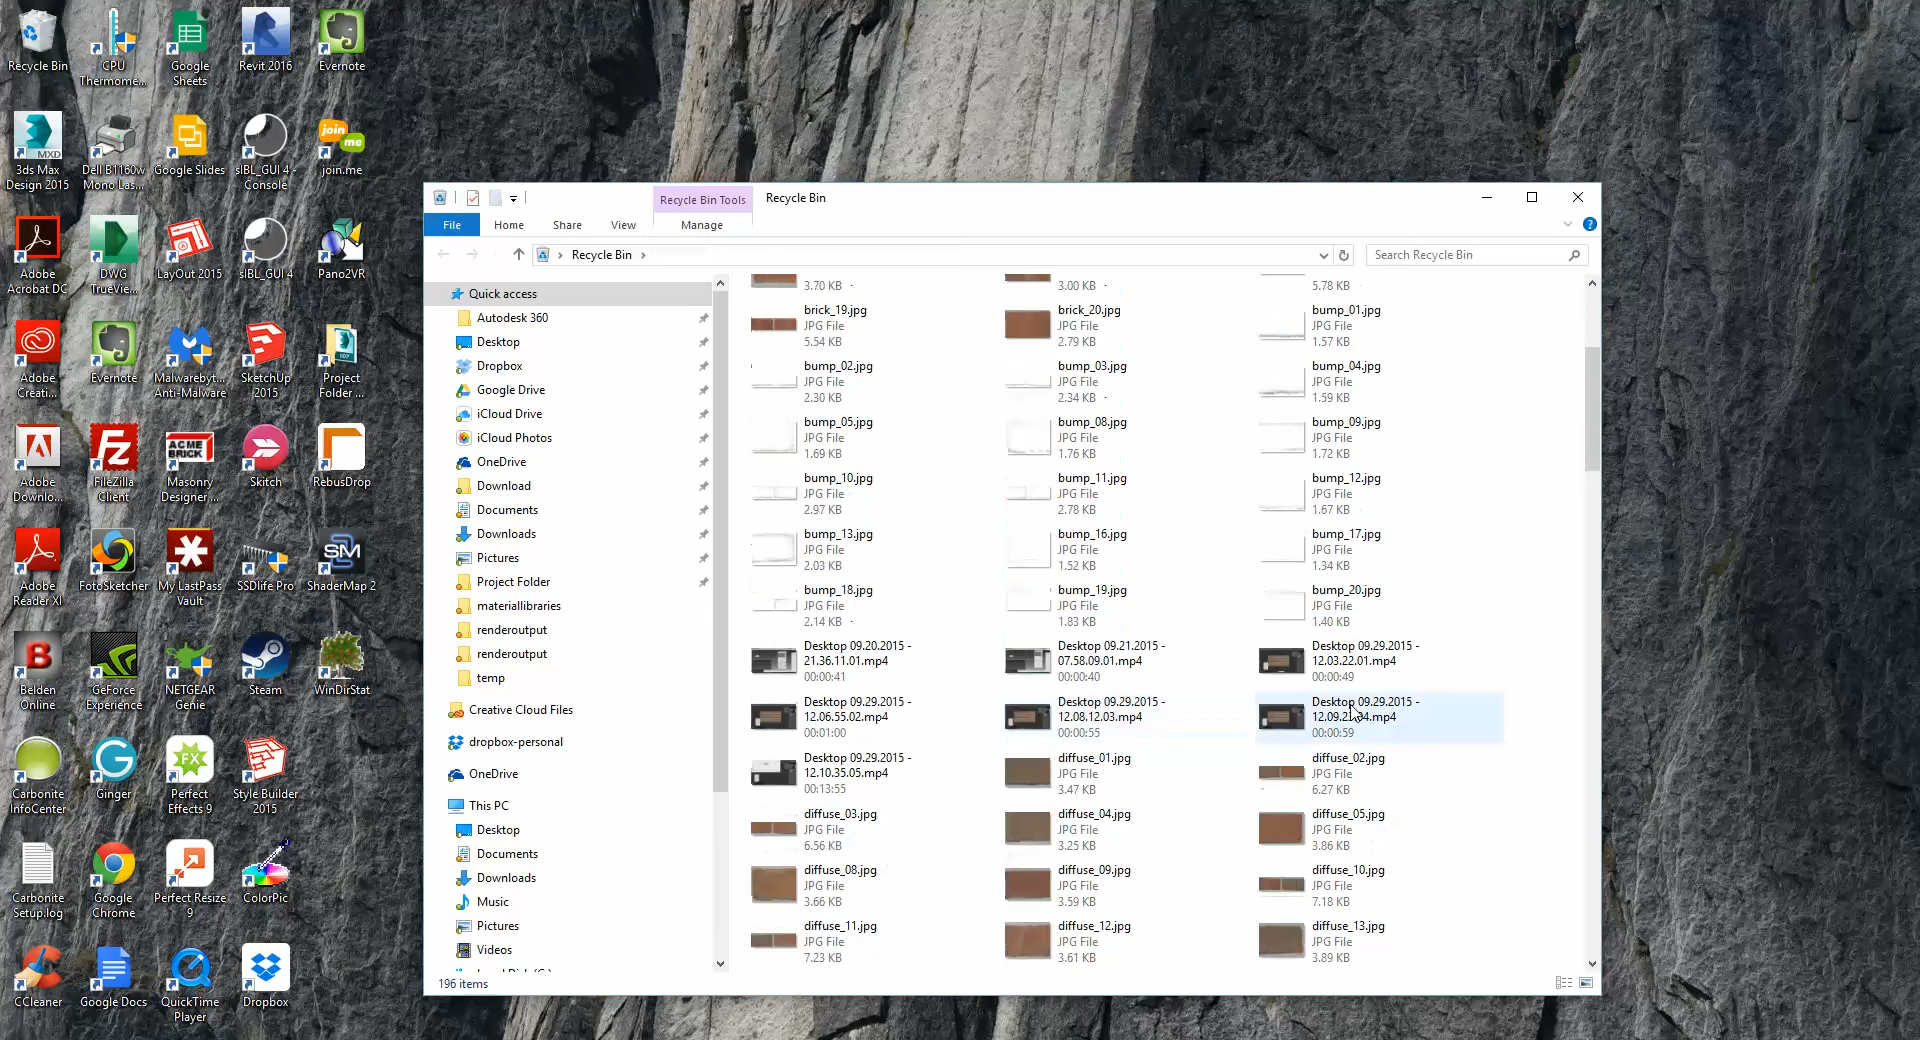 Recycle Bin
CPU
Thermome...
Google
Sheets
Revit 2016
Evernote
MXD
3ds Max
Design 2015
Dell B1160w
Mono Las...
Google Slides
sIBL_GUI 4 -
Console
join
me
join.me
Adobe
Acrobat DC
DWG
TrueVie...
LayOut 2015
sIBL_GUI 4
Pano2VR
Adobe
Creati...
Evernote
Malwarebyt...
Anti-Malware
SketchUp
2015
Project
Folder ...
Adobe
Downlo...
Fz
FileZilla
Client
ACME
BRICK
Masonry
Designer ...
Skitch
RebusDrop
Adobe
Reader XI
FotoSketcher
My LastPass
Vault
SSDlife Pro
SM
ShaderMap 2
B
Belden
Online
GeForce
Experience
NETGEAR
Genie
Steam
WinDirStat
Carbonite
InfoCenter
G
Ginger
FX
Perfect
Effects 9
Style Builder
2015
Carbonite
Setup.log
Google
Chrome
Perfect Resize
9
ColorPic
CCleaner
Google Docs
QuickTime
Player
Dropbox
Recycle Bin Tools
Recycle Bin
File
Home
Share
View
Manage
Recycle Bin
Search Recycle Bin
Quick access
Autodesk 360
Desktop
Dropbox
Google Drive
iCloud Drive
iCloud Photos
OneDrive
Download
Documents
Downloads
Pictures
Project Folder
materiallibraries
renderoutput
renderoutput
temp
Creative Cloud Files
dropbox-personal
OneDrive
This PC
Desktop
Documents
Downloads
Music
Pictures
Videos
3.70 KB
3.00 KB
5.78 KB
brick_19.jpg
JPG File
5.54 KB
brick_20.jpg
JPG File
2.79 KB
bump_01.jpg
JPG File
1.57 KB
bump_02.jpg
JPG File
2.30 KB
bump_03.jpg
JPG File
2.34 KB
bump_04.jpg
JPG File
1.59 KB
bump_05.jpg
JPG File
1.69 KB
bump_08.jpg
JPG File
1.76 KB
bump_09.jpg
JPG File
1.72 KB
bump_10.jpg
JPG File
2.97 KB
bump_11.jpg
JPG File
2.78 KB
bump_12.jpg
JPG File
1.67 KB
bump_13.jpg
JPG File
2.03 KB
bump_16.jpg
JPG File
1.52 KB
bump_17.jpg
JPG File
1.34 KB
bump_18.jpg
JPG File
2.14 KB
bump_19.jpg
JPG File
1.83 KB
bump_20.jpg
JPG File
1.40 KB
Desktop 09.20.2015 -
21.36.11.01.mp4
00:00:41
Desktop 09.21.2015 -
07.58.09.01.mp4
00:00:40
Desktop 09.29.2015 -
12.03.22.01.mp4
00:00:49
Desktop 09.29.2015 -
12.06.55.02.mp4
00:01:00
Desktop 09.29.2015 -
12.08.12.03.mp4
00:00:55
Desktop 09.29.2015 -
00:00:59
Desktop 09.29.2015 -
12.10.35.05.mp4
00:13:55
diffuse_01.jpg
JPG File
3.47 KB
diffuse_02.jpg
JPG File
6.27 KB
diffuse_03.jpg
JPG File
6.56 KB
diffuse_04.jpg
JPG File
3.25 KB
diffuse_05.jpg
JPG File
3.86 KB
diffuse_08.jpg
JPG File
3.66 KB
diffuse_09.jpg
JPG File
3.59 KB
diffuse_10.jpg
JPG File
7.18 KB
diffuse_11.jpg
JPG File
7.23 KB
diffuse_12.jpg
JPG File
3.61 KB
diffuse_13.jpg
JPG File
3.89 KB
196 items